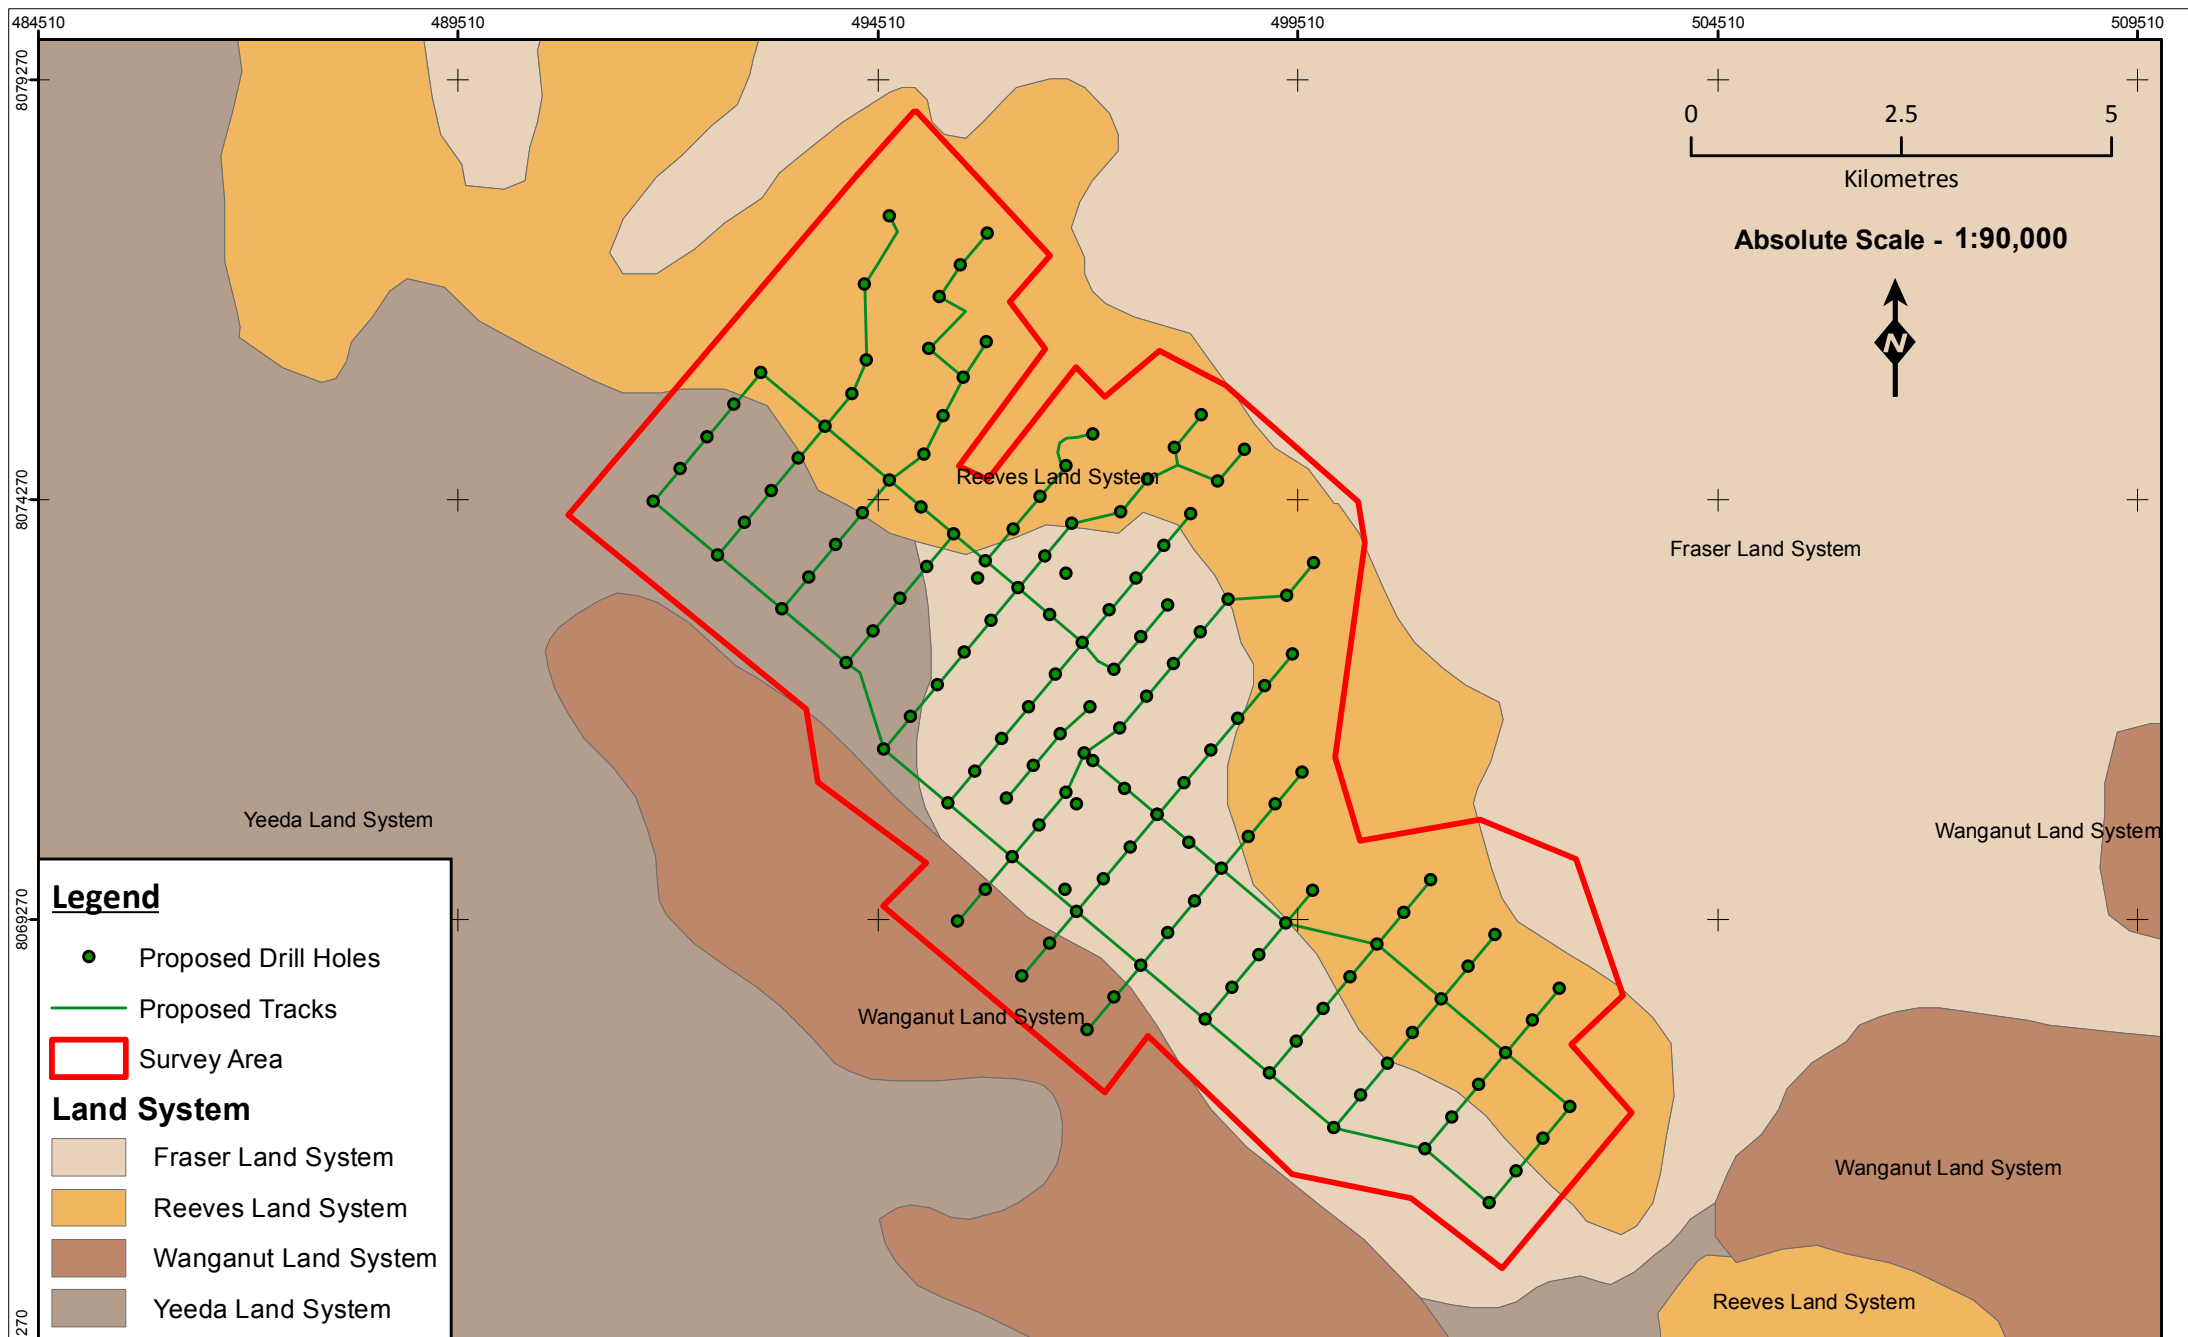 484510 489510 494510 499510 504510 509510
8079270
0 2.5 5
Kilometres
Absolute Scale - 1:90,000
N
8074270
Reeves Land System
Fraser Land System
Yeeda Land System
Wanganut Land System
8069270
Wanganut Land System
Wanganut Land System
Reeves Land System
270
Legend
Proposed Drill Holes
Proposed Tracks
Survey Area
Land System
Fraser Land System
Reeves Land System
Wanganut Land System
Yeeda Land System